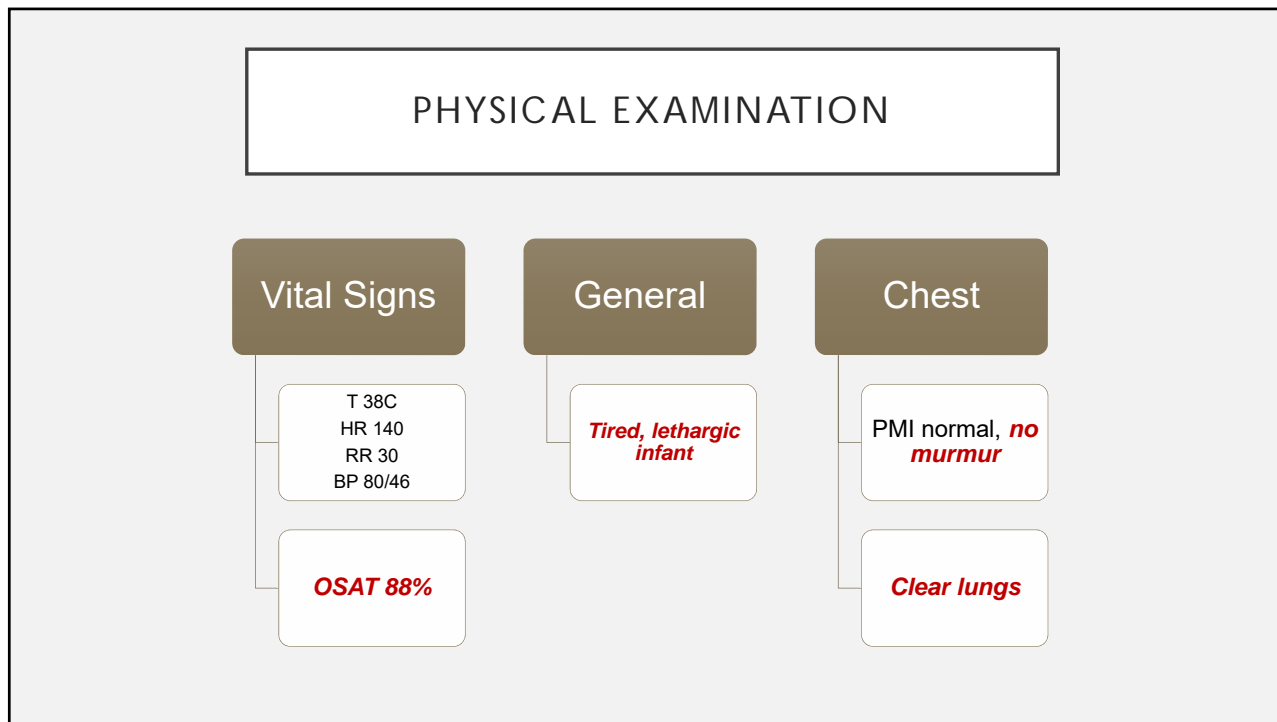 PHYSICAL EXAMINATION
Vital Signs
T 38C
HR 140
RR 30
BP 80/46
OSAT 88%
General
Tired, lethargic
infant
Chest
PMI normal, no
murmur
Clear lungs